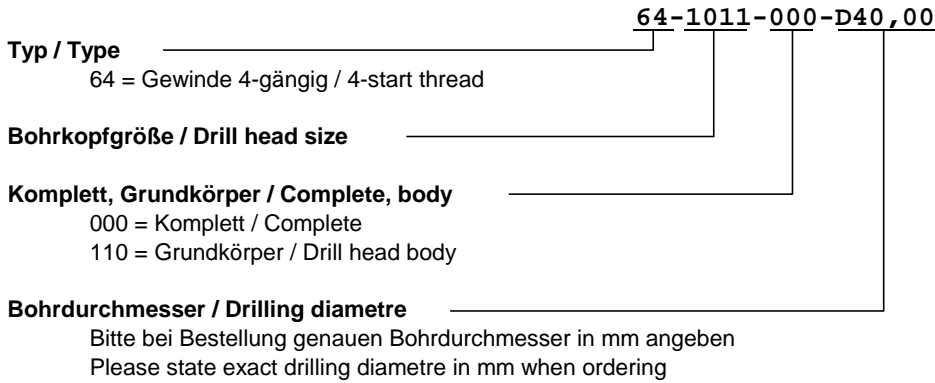 64-1011-000-D40,00
Typ / Type
64 = Gewinde 4-gängig / 4-start thread
Bohrkopfgröße / Drill head size
Komplett, Grundkörper / Complete, body
000 = Komplett / Complete
110 = Grundkörper / Drill head body
Bohrdurchmesser / Drilling diametre
Bitte bei Bestellung genauen Bohrdurchmesser in mm angeben
Please state exact drilling diametre in mm when ordering